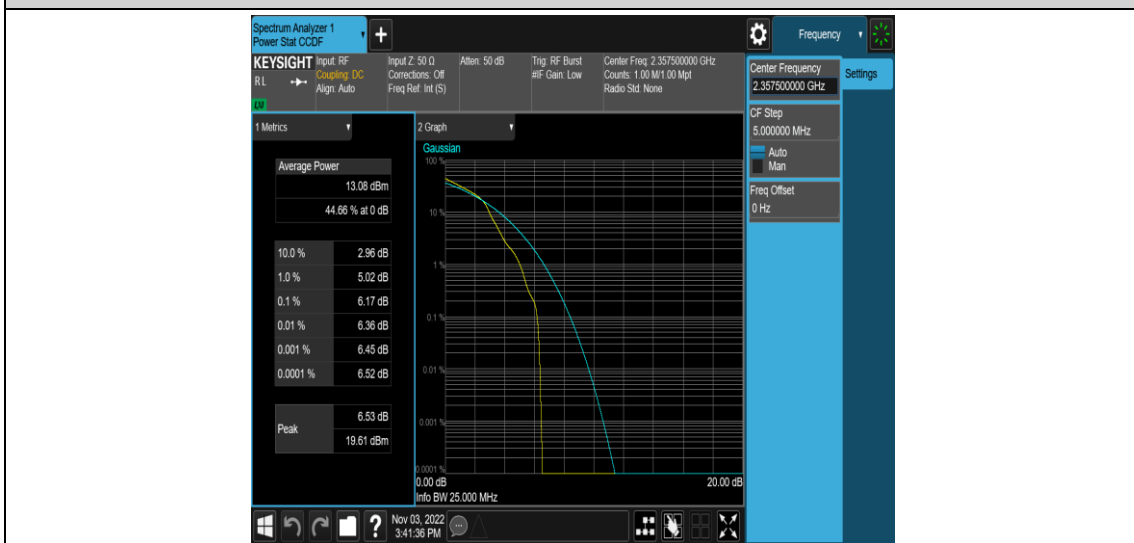 Spectrum Analyzer 1
Power Stat CCDF
+
Frequency
KEYSIGHT
RL
LXI
Input: RF
Coupling: DC
Align: Auto
Input Z: 50 Ω
Corrections: Off
Freq Ref: Int (S)
Atten: 50 dB
Trig: RF Burst
#IF Gain: Low
Center Freq: 2.357500000 GHz
Counts: 1.00 M/1.00 Mpt
Radio Std: None
Center Frequency
2.357500000 GHz
Settings
CF Step
5.000000 MHz
Auto
Man
Freq Offset
0 Hz
1 Metrics
Average Power
13.08 dBm
44.66 % at 0 dB
10.0 % 2.96 dB
1.0 % 5.02 dB
0.1 % 6.17 dB
0.01 % 6.36 dB
0.001 % 6.45 dB
0.0001 % 6.52 dB
Peak
6.53 dB
19.61 dBm
2 Graph
Gaussian
100 %
10 %
1 %
0.1 %
0.01 %
0.001 %
0.0001 %
0.00 dB 20.00 dB
Info BW 25.000 MHz
?
Nov 03, 2022
3:41:36 PM